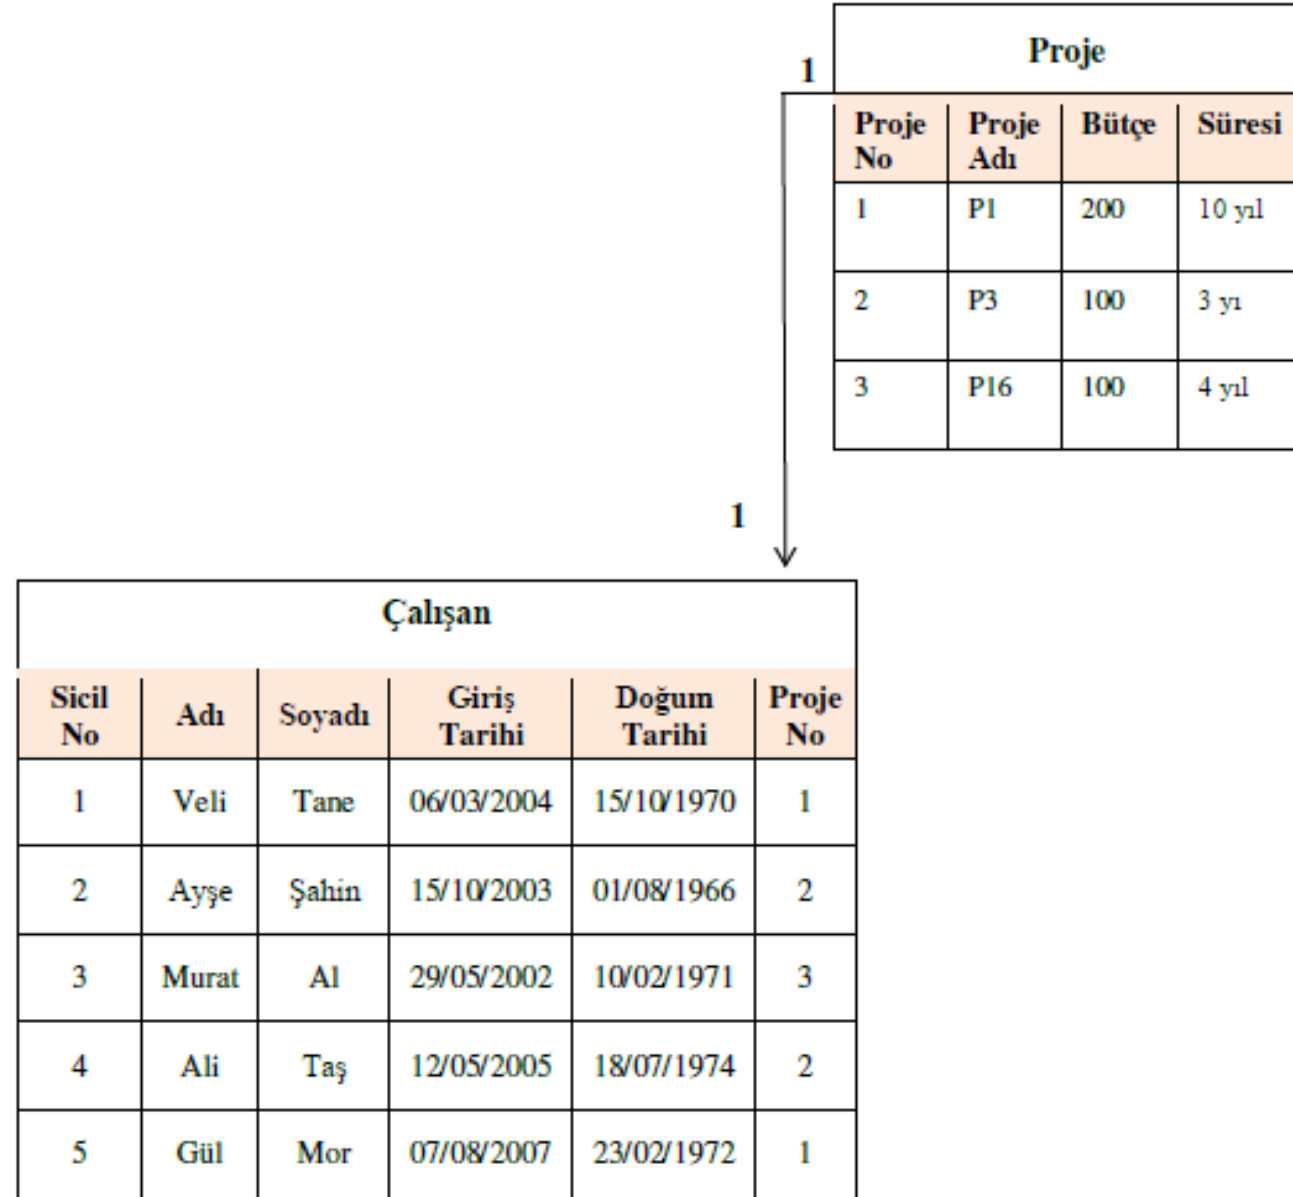 Proje
1
Proje No Proje Adı Bütçe Süresi
1 P1 200 10 yıl
2 P3 100 3 yı
3 P16 100 4 yıl
1
Çalışan
Sicil No Adı Soyadı Giriş Tarihi Doğum Tarihi Proje No
1 Veli Tane 06/03/2004 15/10/1970 1
2 Ayşe Şahin 15/10/2003 01/08/1966 2
3 Murat Al 29/05/2002 10/02/1971 3
4 Ali Taş 12/05/2005 18/07/1974 2
5 Gül Mor 07/08/2007 23/02/1972 1